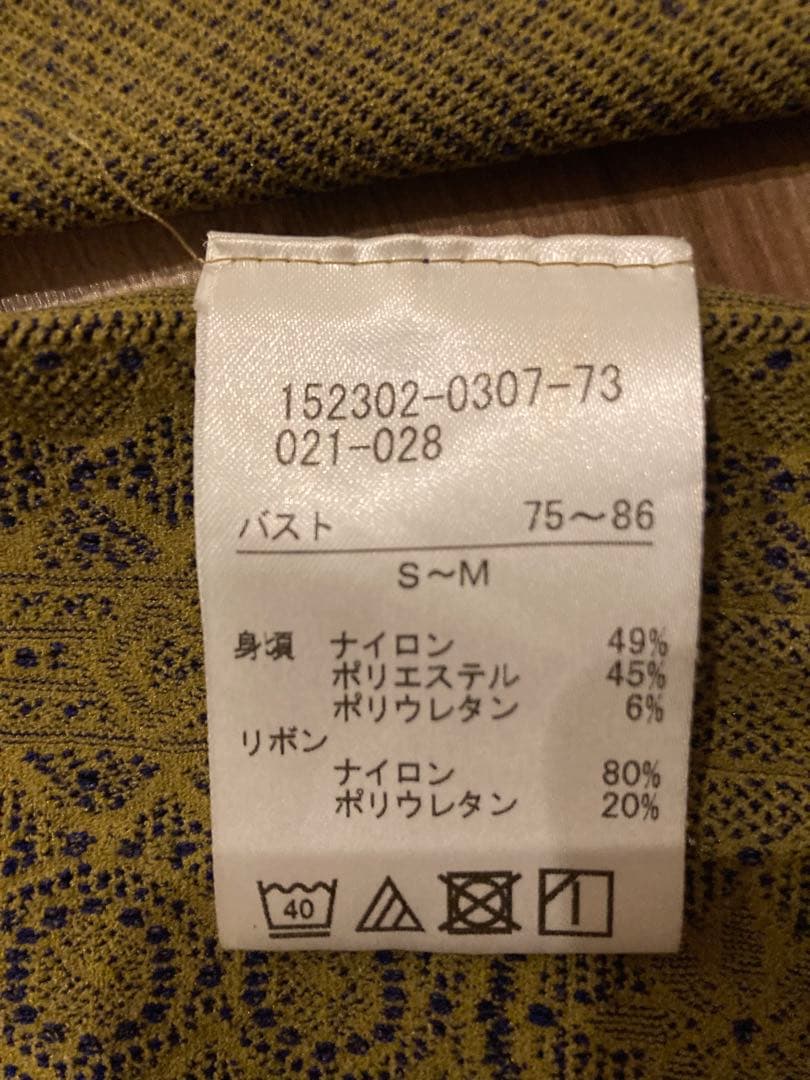 152302-0307-73
021-028
バスト 75～86
S～M
身頃 ナイロン 49%
ポリエステル 45%
ポリウレタン 6%
リボン
ナイロン 80%
ポリウレタン 20%
40